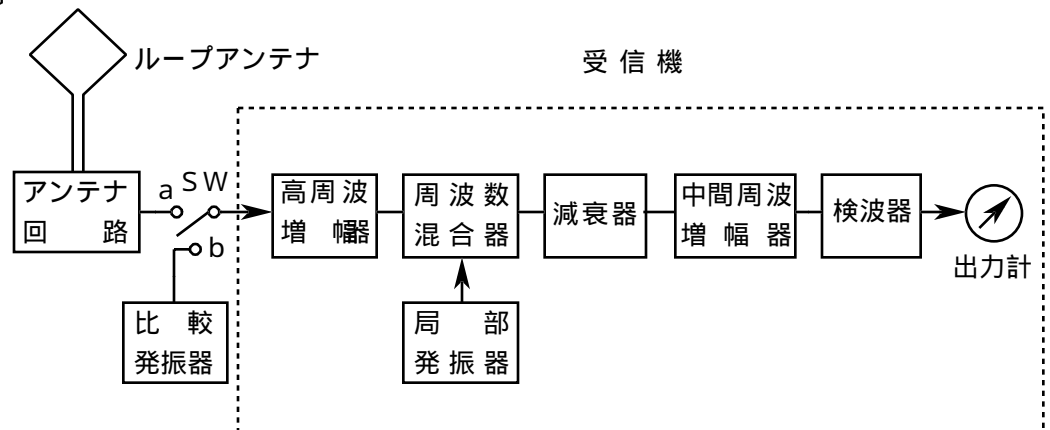 ループアンテナ
受信機
アンテナ
回路
a
SW
b
高周波
増幅器
周波数
混合器
減衰器
中間周波
増幅器
検波器
出力計
比較
発振器
局部
発振器